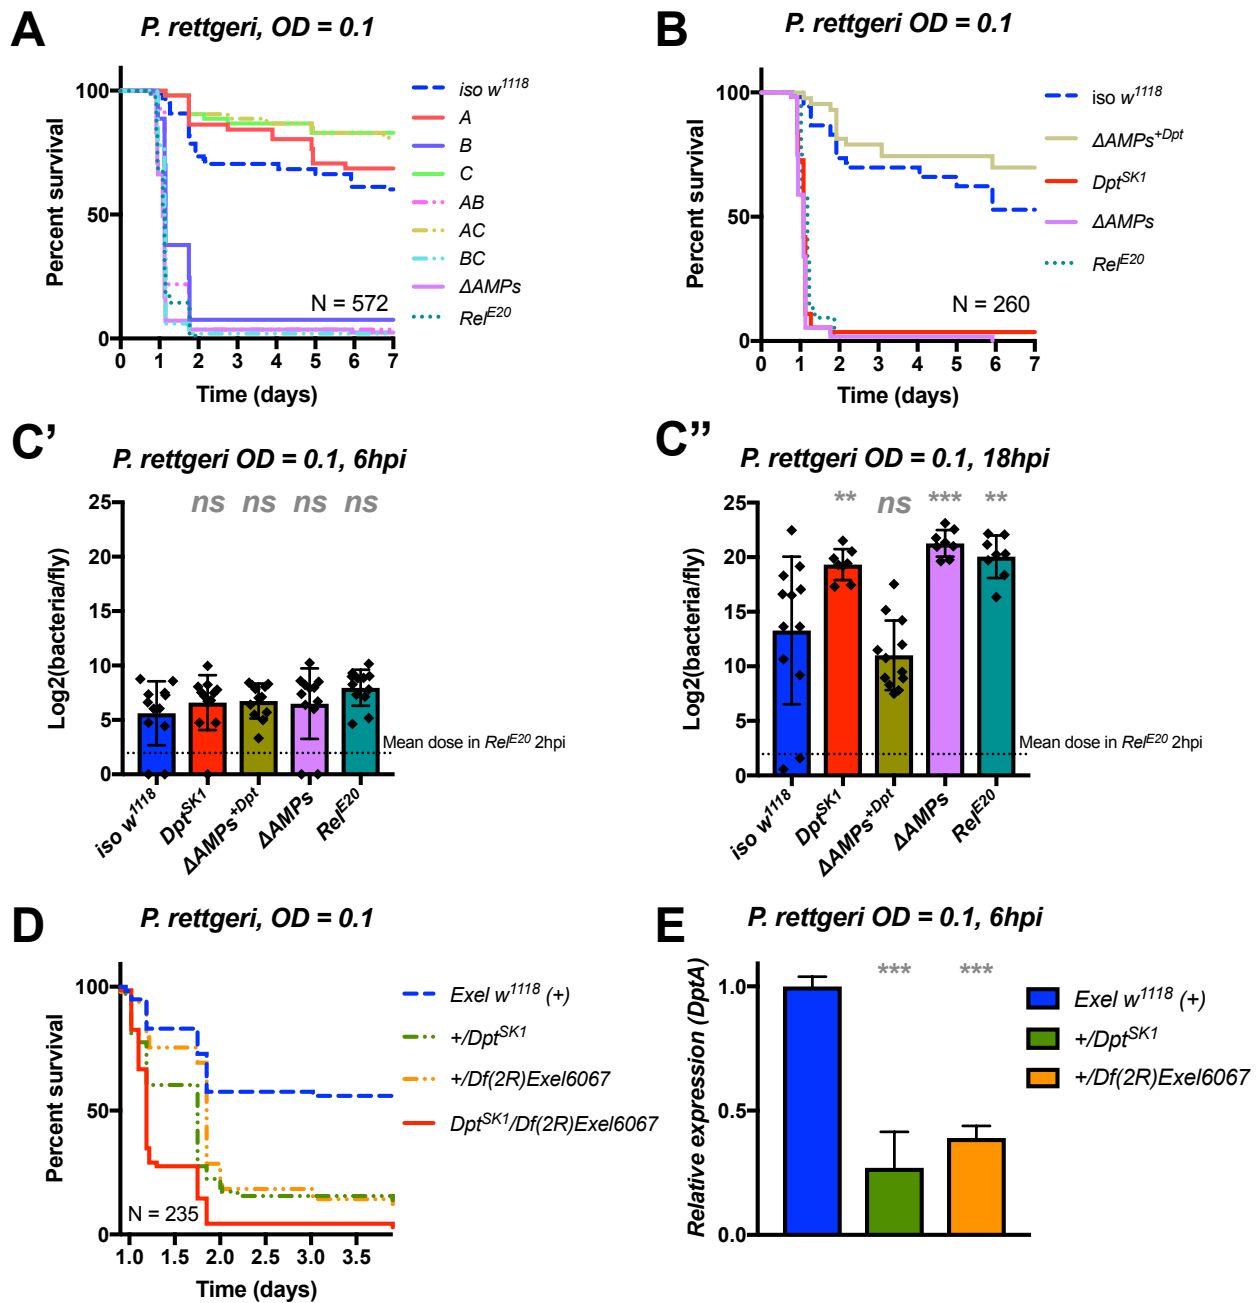 A
P. rettgeri, OD = 0.1
Percent survival
100
50
0
0 1 2 3 4 5 6 7
Time (days)
N = 572
iso w1118
A
B
C
AB
AC
BC
ΔAMPs
RelE20
B
P. rettgeri OD = 0.1
Percent survival
100
50
0
0 1 2 3 4 5 6 7
Time (days)
N = 260
iso w1118
ΔAMPs+Dpt
DptSK1
ΔAMPs
RelE20
C'
P. rettgeri OD = 0.1, 6hpi
ns ns ns ns
Log2(bacteria/fly)
25
20
15
10
5
0
Mean dose in RelE20 2hpi
iso w1118
DptSK1
ΔAMPs+Dpt
ΔAMPs
RelE20
C"
P. rettgeri OD = 0.1, 18hpi
** ns *** **
Log2(bacteria/fly)
25
20
15
10
5
0
Mean dose in RelE20 2hpi
iso w1118
DptSK1
ΔAMPs+Dpt
ΔAMPs
RelE20
D
P. rettgeri, OD = 0.1
Percent survival
100
50
0
1.0 1.5 2.0 2.5 3.0 3.5
Time (days)
N = 235
Exel w1118 (+)
+/DptSK1
+/Df(2R)Exel6067
DptSK1/Df(2R)Exel6067
E
P. rettgeri OD = 0.1, 6hpi
*** ***
Relative expression (DptA)
1.0
0.5
0.0
Exel w1118 (+)
+/DptSK1
+/Df(2R)Exel6067